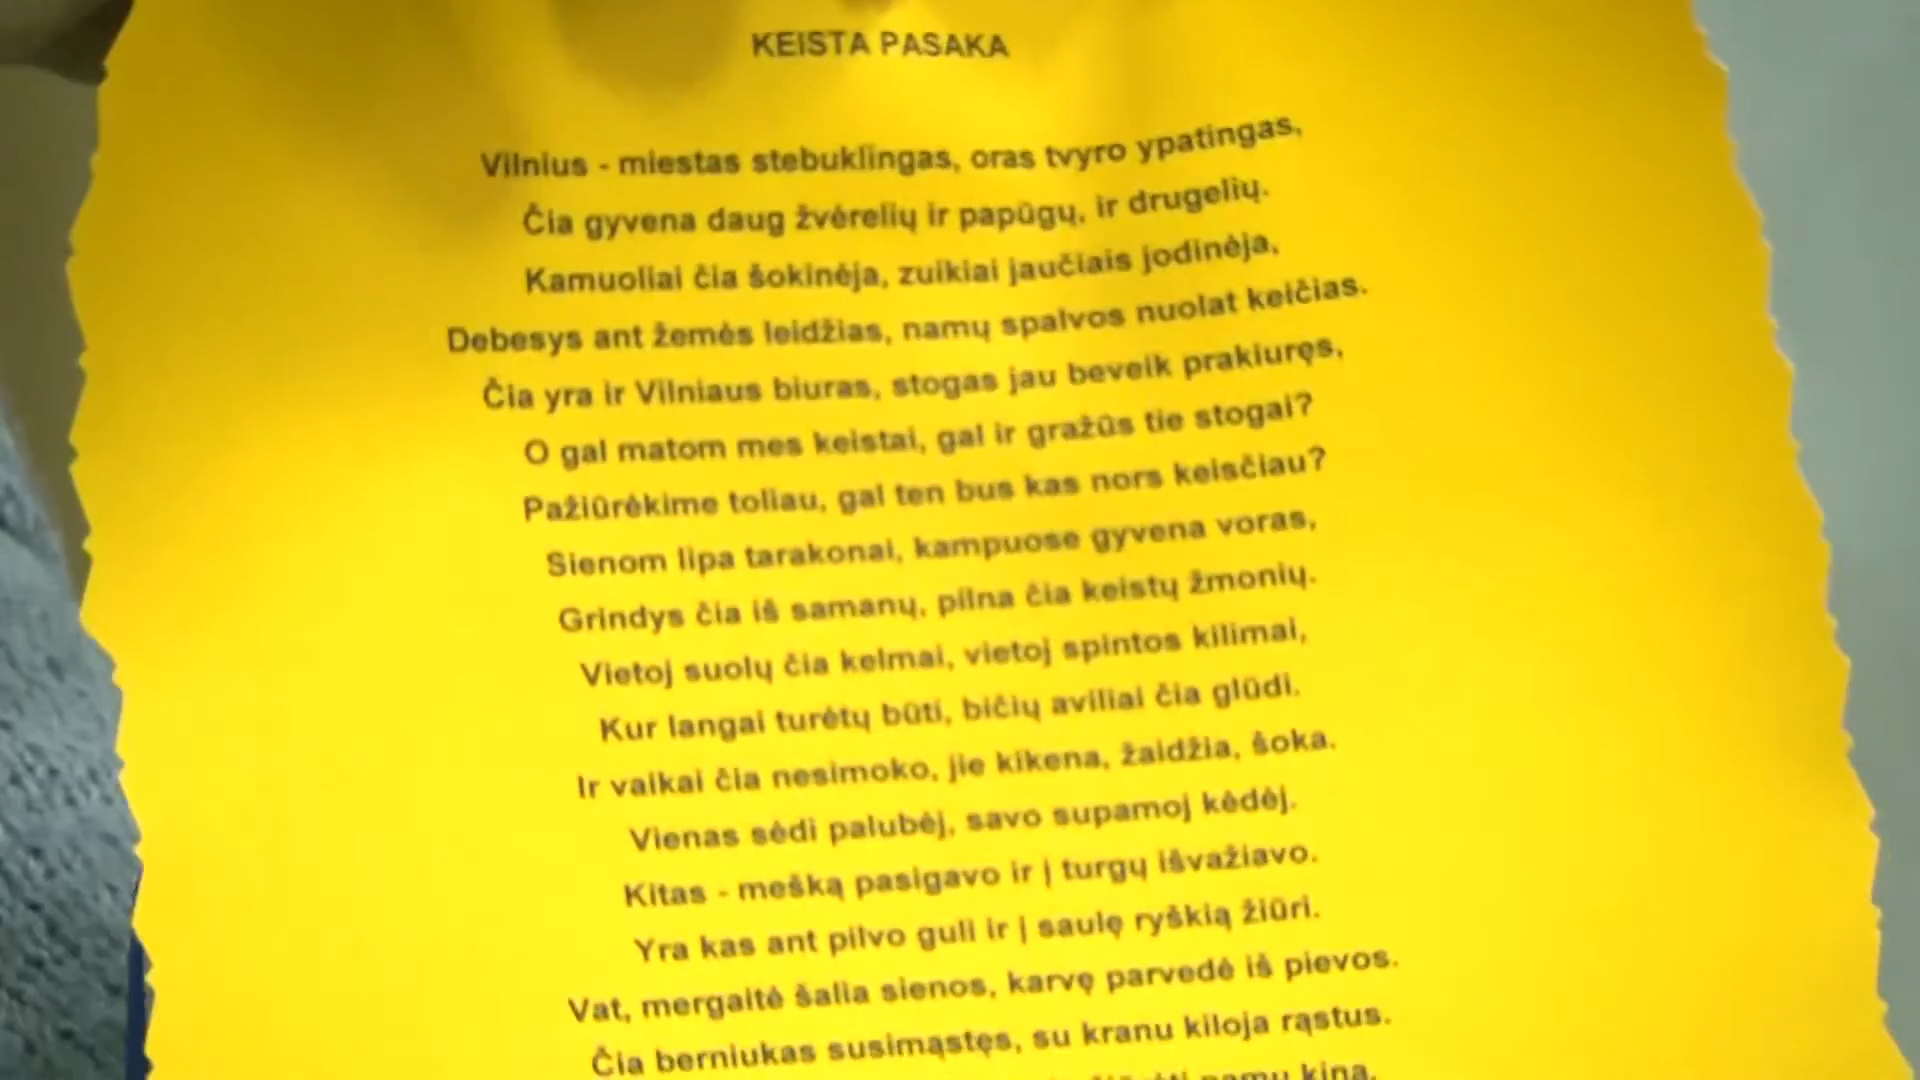 KEISTA PASAKA
Vilnius - miestas stebuklingas, oras tvyro ypatingas,
Čia gyvena daug žvėrelių ir papūgų, ir drugelių.
Kamuoliai čia šokinėja, zuikiai jaučiais jodinėja,
Debesys ant žemės leidžias, namų spalvos nuolat keičias.
Čia yra ir Vilniaus biuras, stogas jau beveik prakiuręs,
O gal matom mes keistai, gal ir gražūs tie stogai?
Pažiūrėkime toliau, gal ten bus kas nors keisčiau?
Sienom lipa tarakonai, kampuose gyvena voras,
Grindys čia iš samanų, pilna čia keistų žmonių.
Vietoj suolų čia kelmai, vietoj spintos kilimai,
Kur langai turėtų būti, bičių aviliai čia glūdi.
Ir vaikai čia nesimoko, jie kikena, žaidžia, šoka.
Vienas sėdi palubėj, savo supamoj kėdėj.
Kitas - mešką pasigavo ir į turgų išvažiavo.
Yra kas ant pilvo guli ir į saulę ryškią žiūri.
Vat, mergaitė šalia sienos, karvę parvedė iš pievos.
Čia berniukas susimąstęs, su kranu kiloja rąstus.
namų kiną,